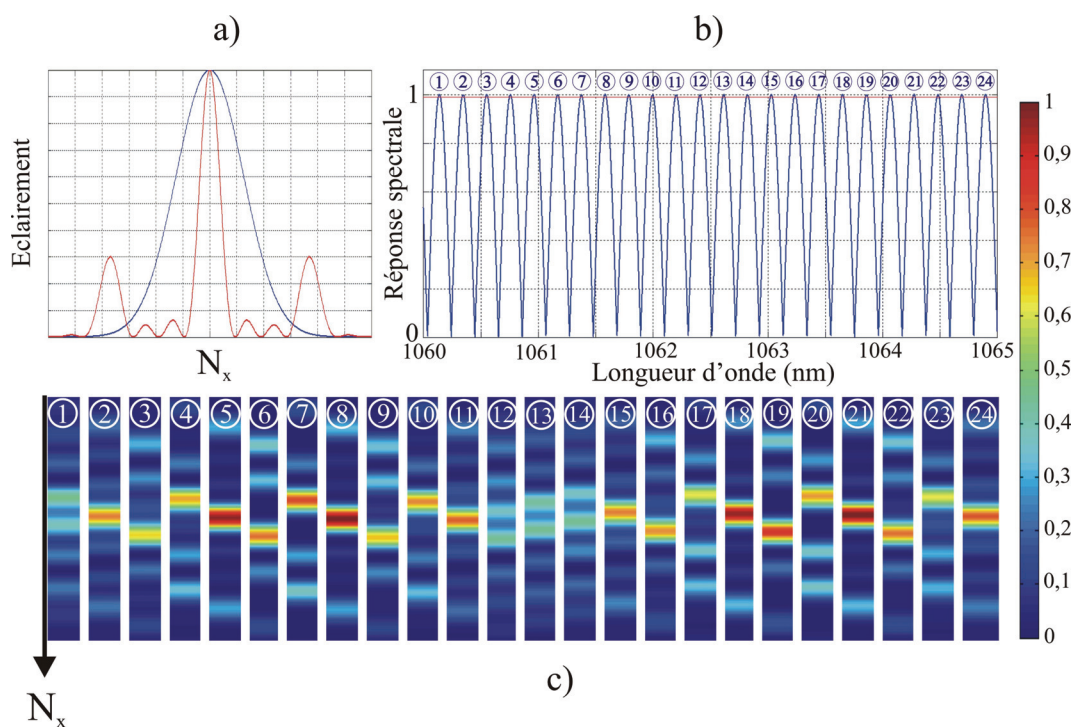 a)
b)
Eclairement
N_x
Réponse spectrale
1
0
① ② ③ ④ ⑤ ⑥ ⑦ ⑧ ⑨ ⑩ ⑪ ⑫ ⑬ ⑭ ⑮ ⑯ ⑰ ⑱ ⑲ ⑳ ㉑ ㉒ ㉓ ㉔
1060 1061 1062 1063 1064 1065
Longueur d'onde (nm)
1
0,9
0,8
0,7
0,6
0,5
0,4
0,3
0,2
0,1
0
① ② ③ ④ ⑤ ⑥ ⑦ ⑧ ⑨ ⑩ ⑪ ⑫ ⑬ ⑭ ⑮ ⑯ ⑰ ⑱ ⑲ ⑳ ㉑ ㉒ ㉓ ㉔
N_x
c)